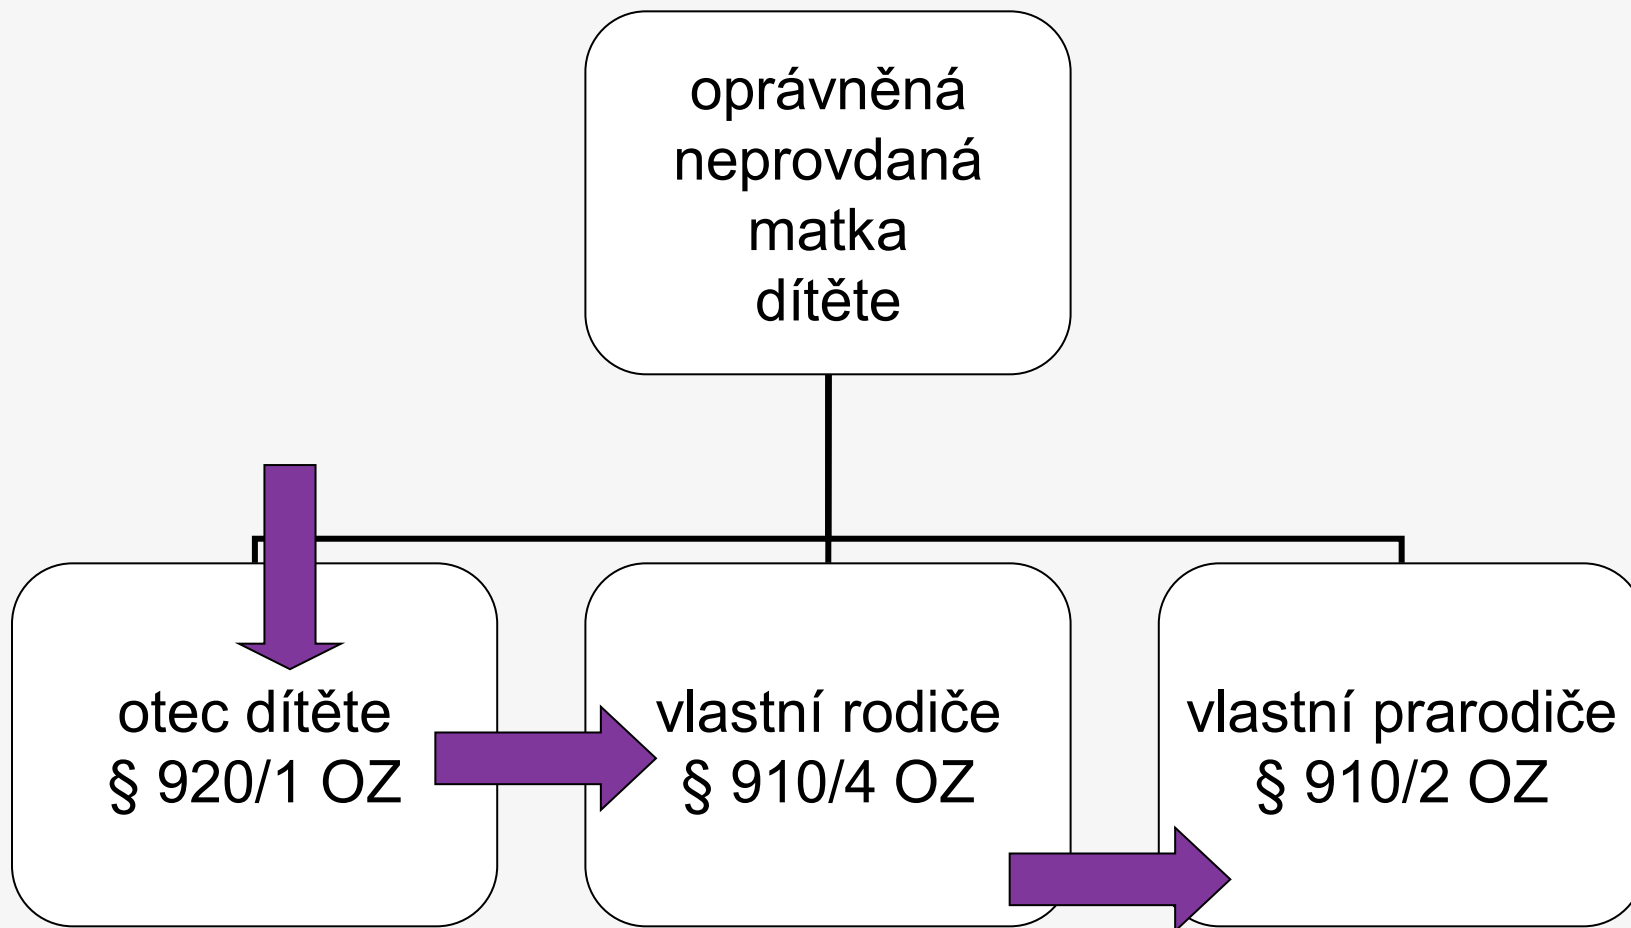 oprávněná
neprovdaná
matka
dítěte
otec dítěte
§ 920/1 OZ
vlastní rodiče
§ 910/4 OZ
vlastní prarodiče
§ 910/2 OZ